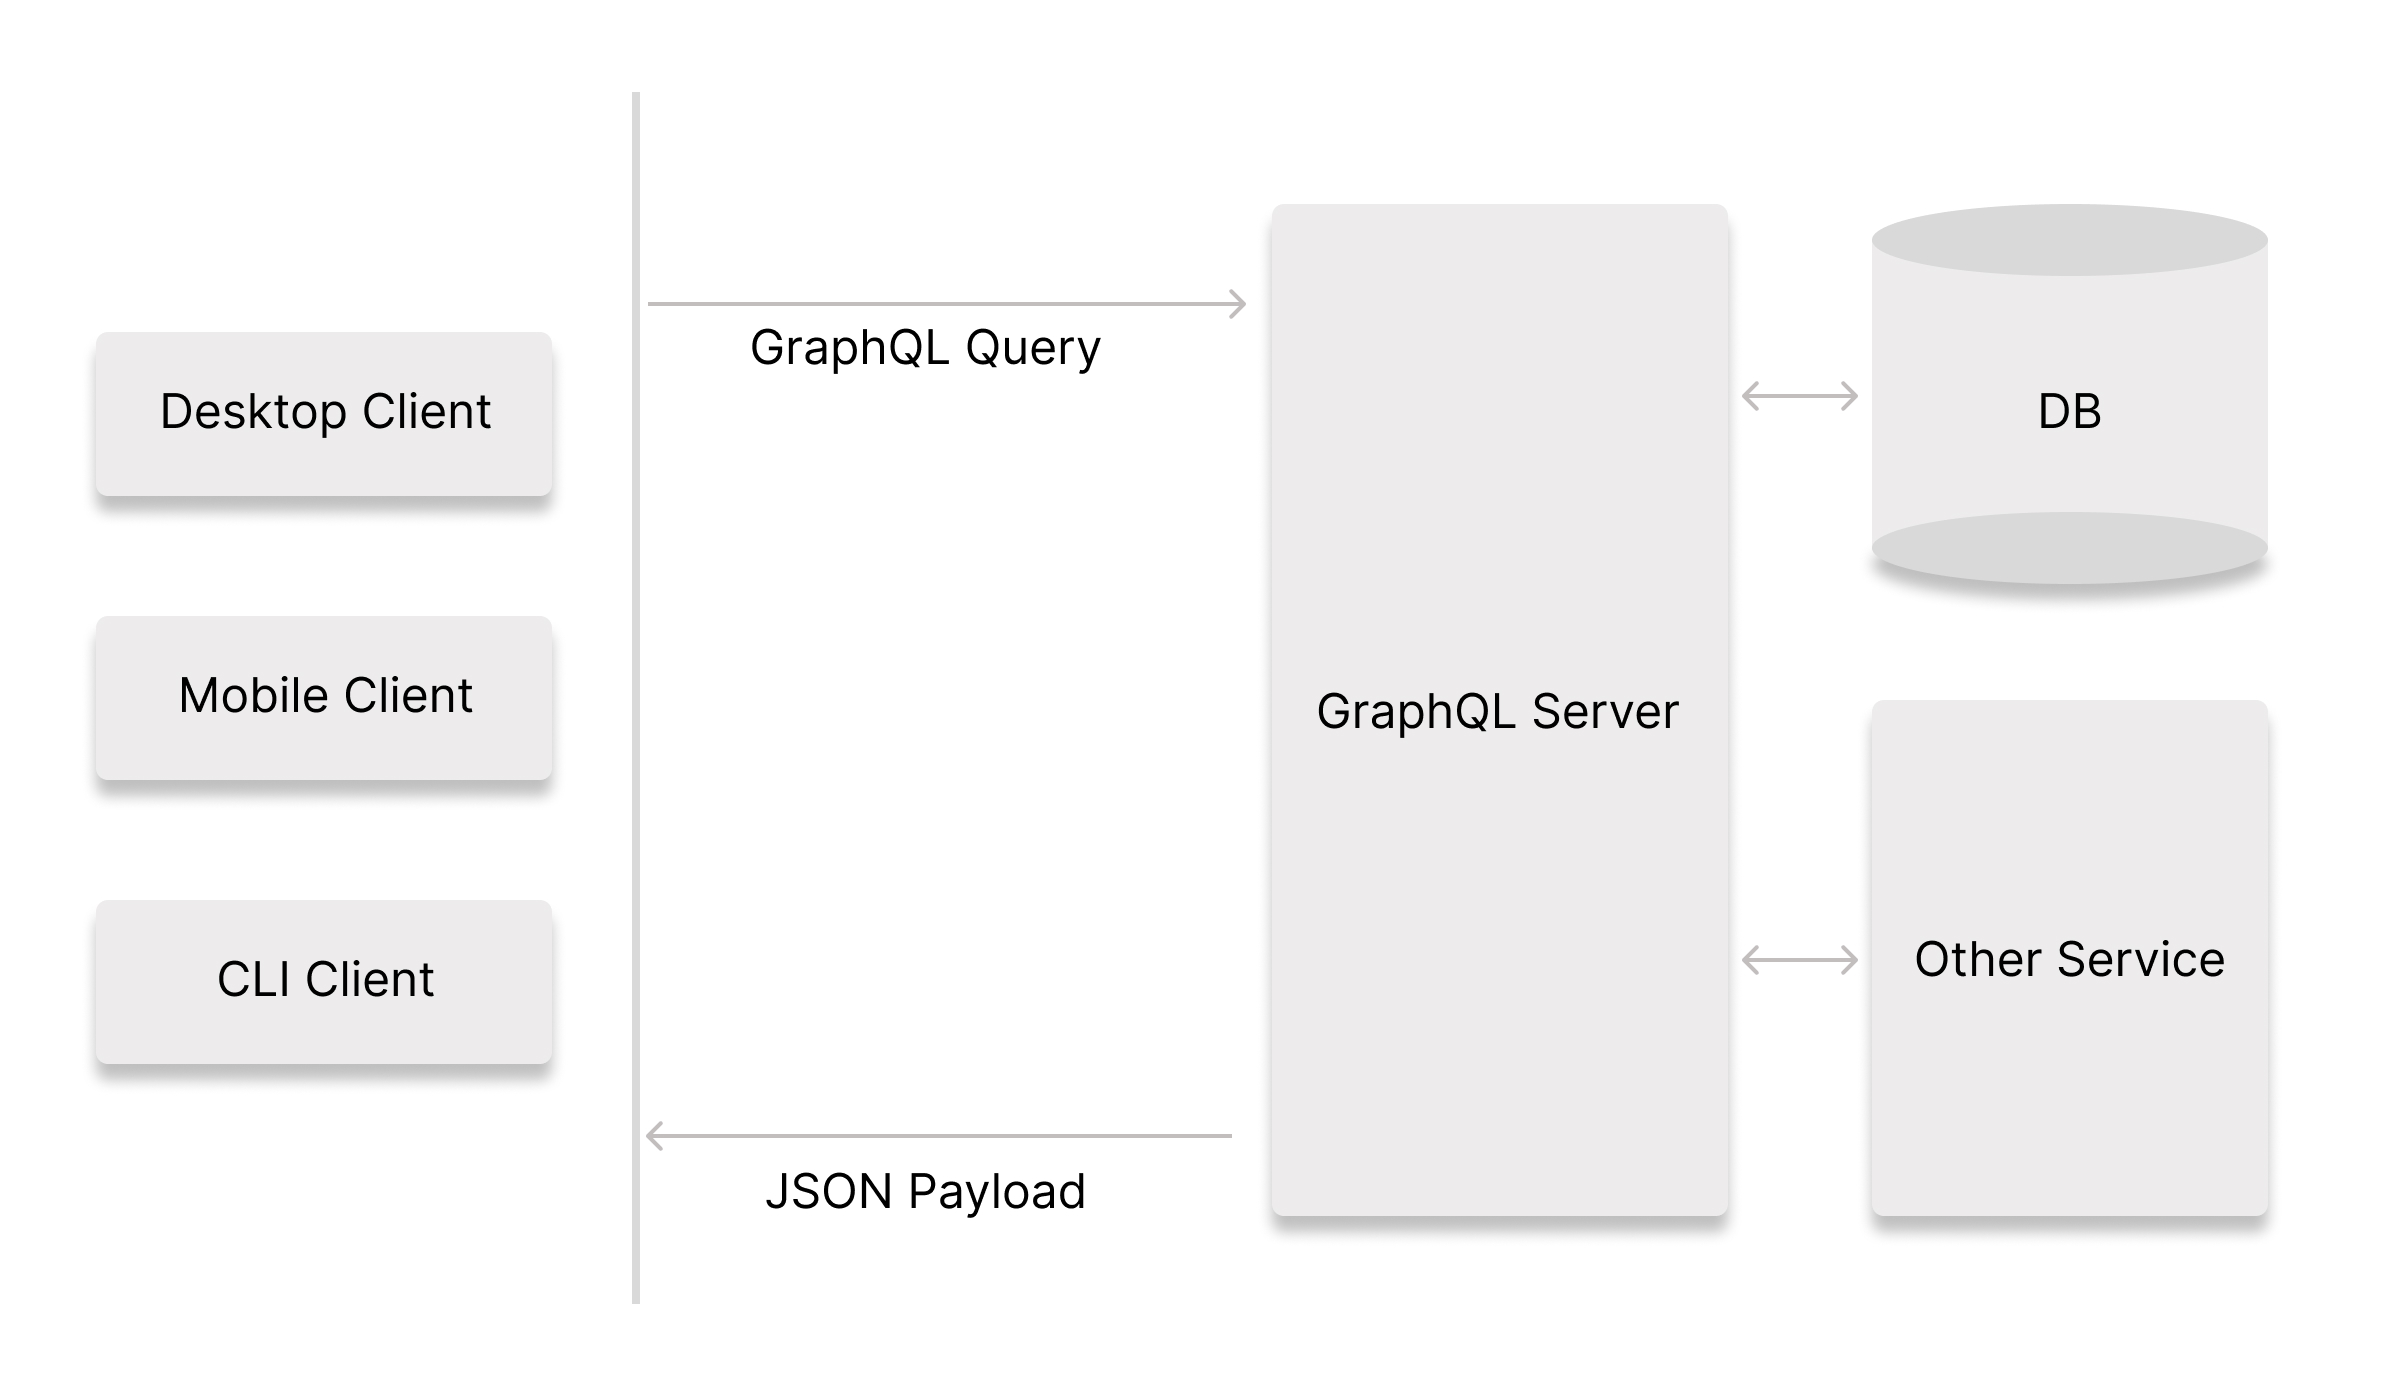 Desktop Client
Mobile Client
CLI Client
GraphQL Query
JSON Payload
GraphQL Server
DB
Other Service